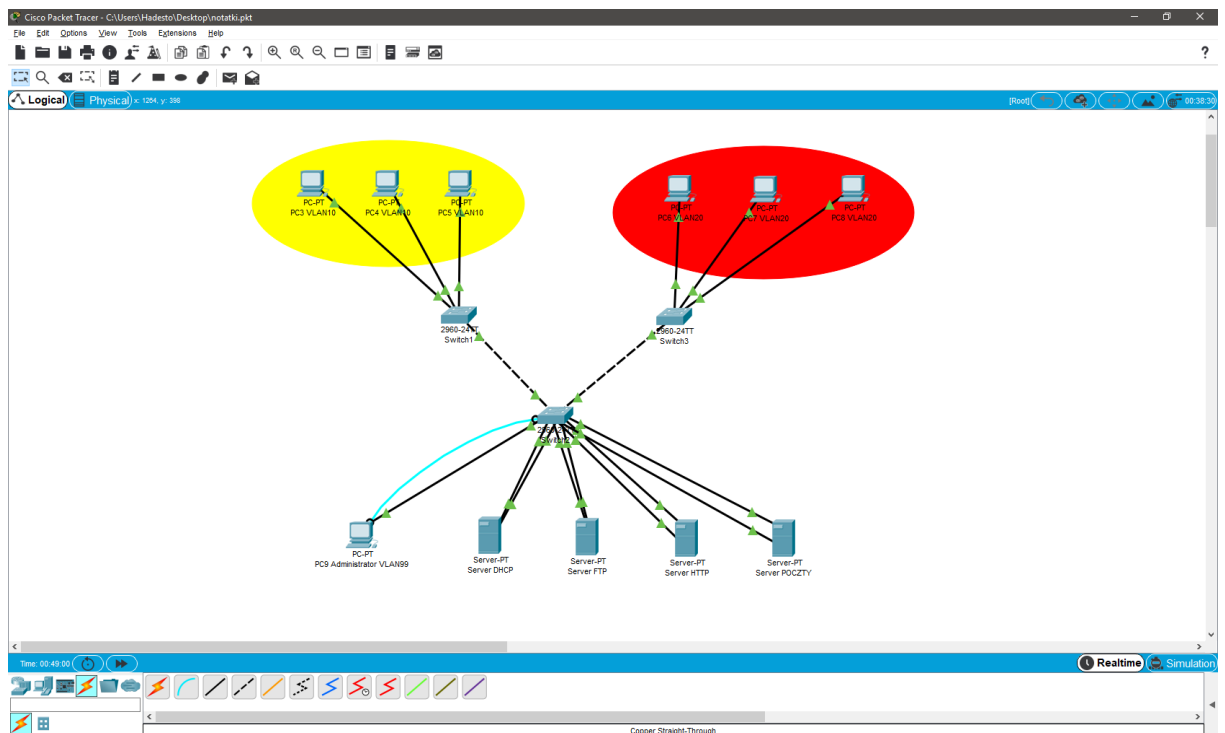 Cisco Packet Tracer - C:\Users\Hadesto\Desktop\notatki.pkt
File Edit Options View Tools Extensions Help
?
Logical Physical x: 1264, y: 398 [Root] 00:38:30
PC-PT
PC3 VLAN10
PC-PT
PC4 VLAN10
PC-PT
PC5 VLAN10
PC-PT
PC6 VLAN20
PC-PT
PC7 VLAN20
PC-PT
PC8 VLAN20
2960-24TT
Switch1
2960-24TT
Switch3
2960-24TT
Switch2
PC-PT
PC9 Administrator VLAN99
Server-PT
Server DHCP
Server-PT
Server FTP
Server-PT
Server HTTP
Server-PT
Server POCZTY
Time: 00:49:00 Realtime Simulation
Copper Straight-Through